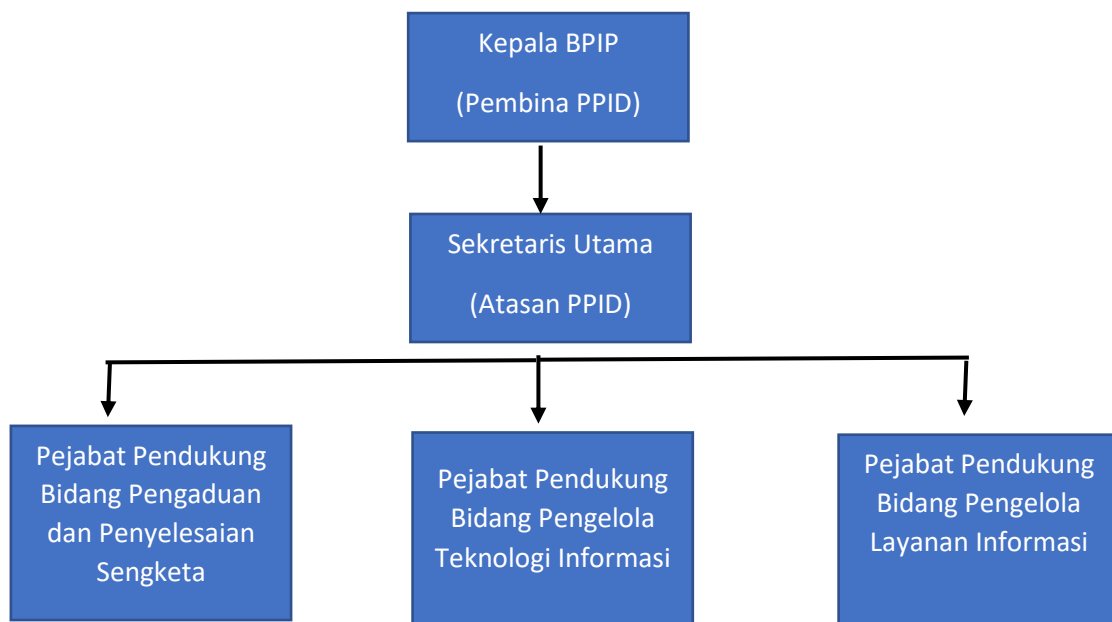 Kepala BPIP
(Pembina PPID)
Sekretaris Utama
(Atasan PPID)
Pejabat Pendukung
Bidang Pengaduan
dan Penyelesaian
Sengketa
Pejabat Pendukung
Bidang Pengelola
Teknologi Informasi
Pejabat Pendukung
Bidang Pengelola
Layanan Informasi